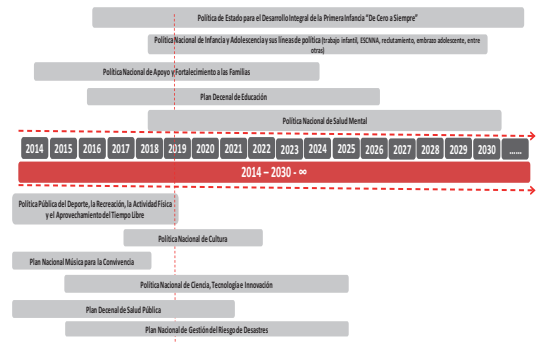 Política de Estado para el Desarrollo Integral de la Primera Infancia "De Cero a Siempre"
Política Nacional de Infancia y Adolescencia y sus líneas de política (trabajo infantil, ESCNNA, reclutamiento, embrazo adolescente, entre
otras)
Política Nacional de Apoyo y Fortalecimiento a las Familias
Plan Decenal de Educación
Política Nacional de Salud Mental
2014 2015 2016 2017 2018 2019 2020 2021 2022 2023 2024 2025 2026 2027 2028 2029 2030 ......
2014 – 2030 - ∞
Política Pública del Deporte, la Recreación, la Actividad Física
y el Aprovechamiento del Tiempo Libre
Política Nacional de Cultura
Plan Nacional Música para la Convivencia
Política Nacional de Ciencia, Tecnología e Innovación
Plan Decenal de Salud Pública
Plan Nacional de Gestión del Riesgo de Desastres